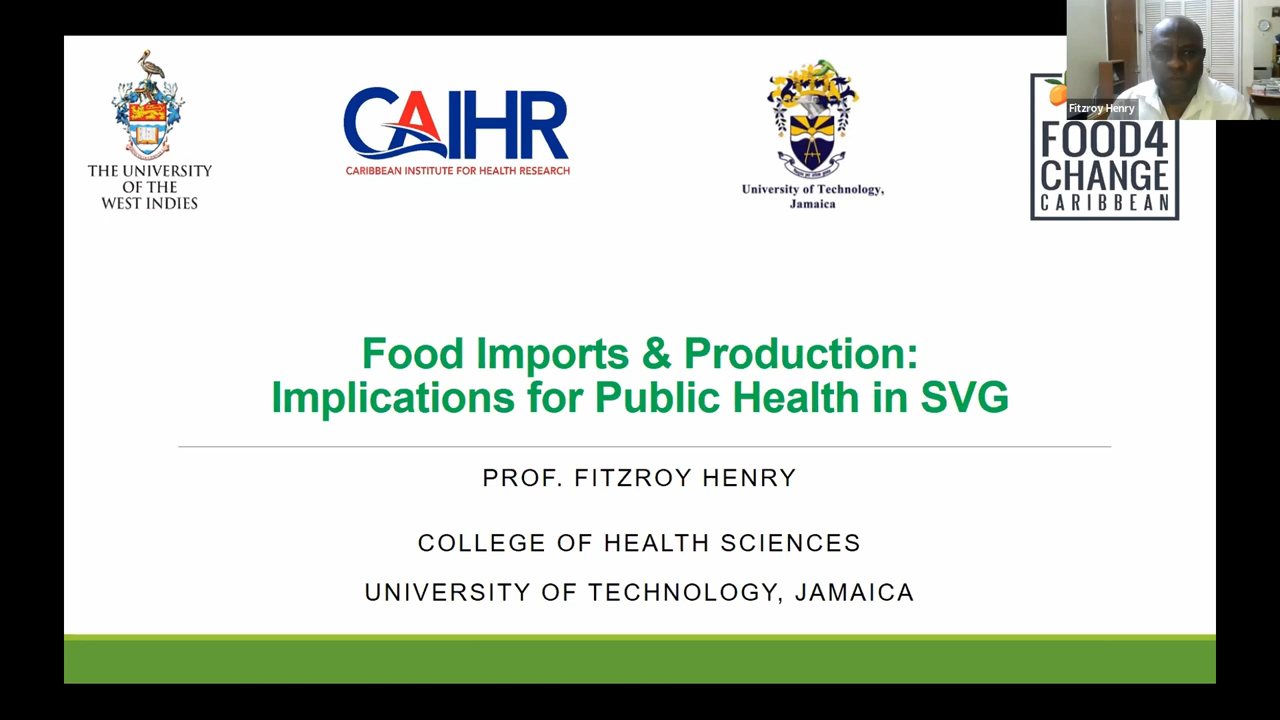 THE UNIVERSITY
OF THE
WEST INDIES
CAIHR
CARIBBEAN INSTITUTE FOR HEALTH RESEARCH
University of Technology,
Jamaica
Fitzroy Henry
FOOD4
CHANGE
CARIBBEAN
Food Imports & Production:
Implications for Public Health in SVG
PROF. FITZROY HENRY
COLLEGE OF HEALTH SCIENCES
UNIVERSITY OF TECHNOLOGY, JAMAICA